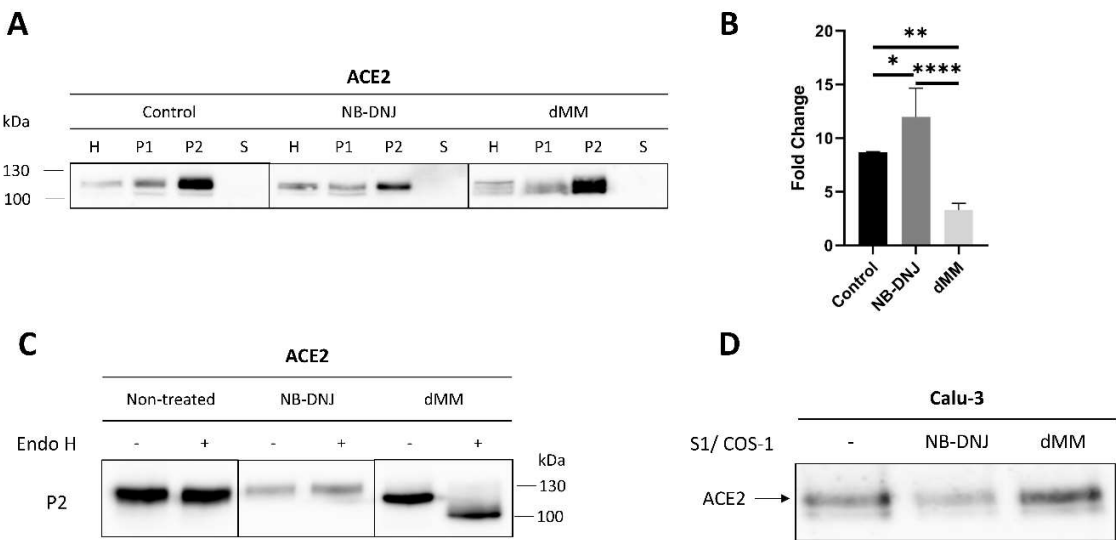 A
ACE2
Control NB-DNJ dMM
kDa
H P1 P2 S H P1 P2 S H P1 P2 S
130
100
B
20
15
10
5
0
Fold Change
** 
* ****
Control NB-DNJ dMM
C
ACE2
Non-treated NB-DNJ dMM
Endo H - + - + - +
kDa
P2
130
100
D
Calu-3
S1/ COS-1 - NB-DNJ dMM
ACE2